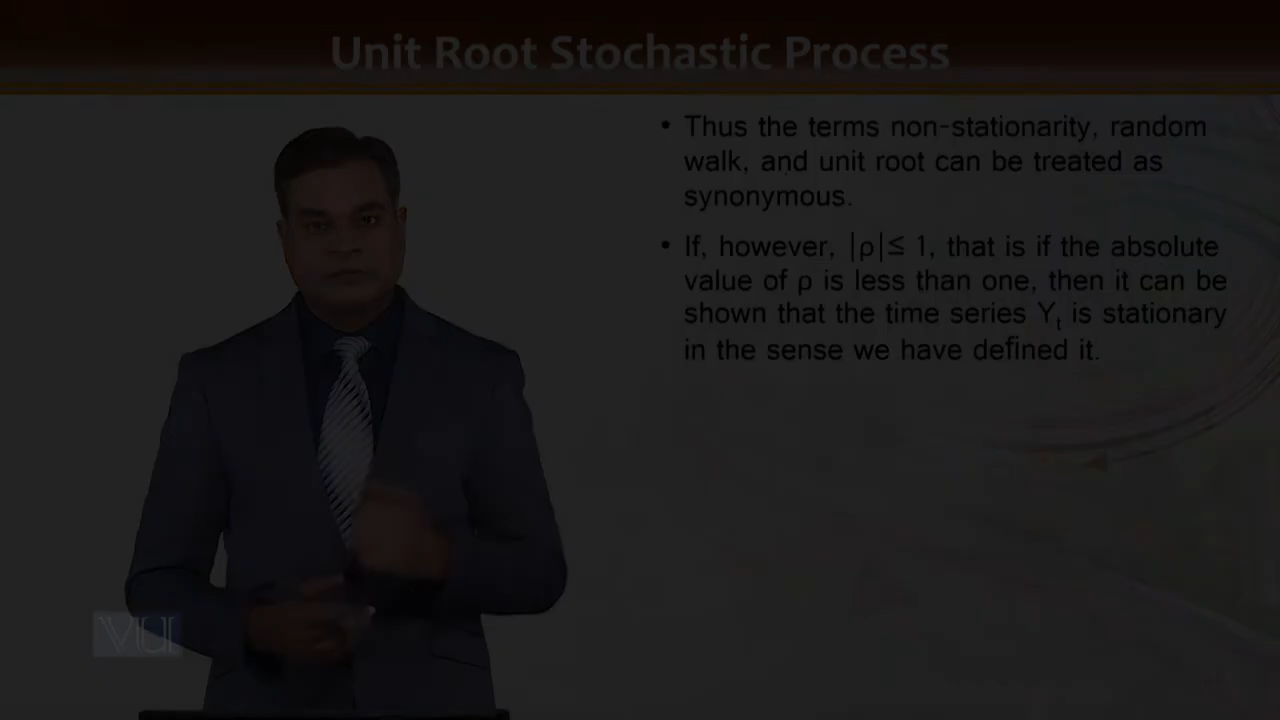 Unit Root Stochastic Process
• Thus the terms non-stationarity, random
walk, and unit root can be treated as
synonymous.
• If, however, |ρ|≤ 1, that is if the absolute
value of ρ is less than one, then it can be
shown that the time series Yt is stationary
in the sense we have defined it.
VU